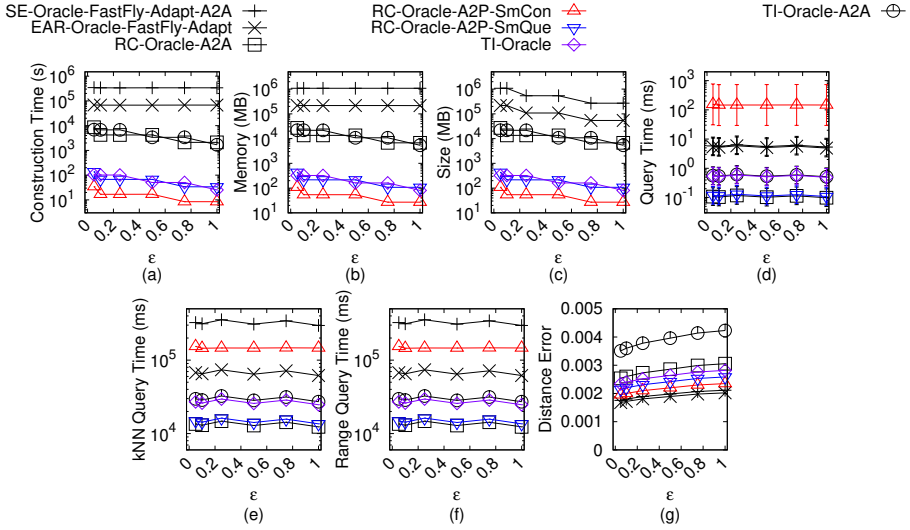 SE-Oracle-FastFly-Adapt-A2A
EAR-Oracle-FastFly-Adapt
RC-Oracle-A2A
RC-Oracle-A2P-SmCon
RC-Oracle-A2P-SmQue
TI-Oracle
TI-Oracle-A2A
Construction Time (s)
10^6
10^5
10^4
10^3
10^2
10^1
0
0.2
0.4
0.6
0.8
1
ε
(a)
Memory (MB)
10^6
10^5
10^4
10^3
10^2
10^1
0
0.2
0.4
0.6
0.8
1
ε
(b)
Size (MB)
10^6
10^5
10^4
10^3
10^2
10^1
0
0.2
0.4
0.6
0.8
1
ε
(c)
Query Time (ms)
10^3
10^2
10^1
10^0
10^-1
0
0.2
0.4
0.6
0.8
1
ε
(d)
kNN Query Time (ms)
10^5
10^4
0
0.2
0.4
0.6
0.8
1
ε
(e)
Range Query Time (ms)
10^5
10^4
0
0.2
0.4
0.6
0.8
1
ε
(f)
Distance Error
0.005
0.004
0.003
0.002
0.001
0
0
0.2
0.4
0.6
0.8
1
ε
(g)